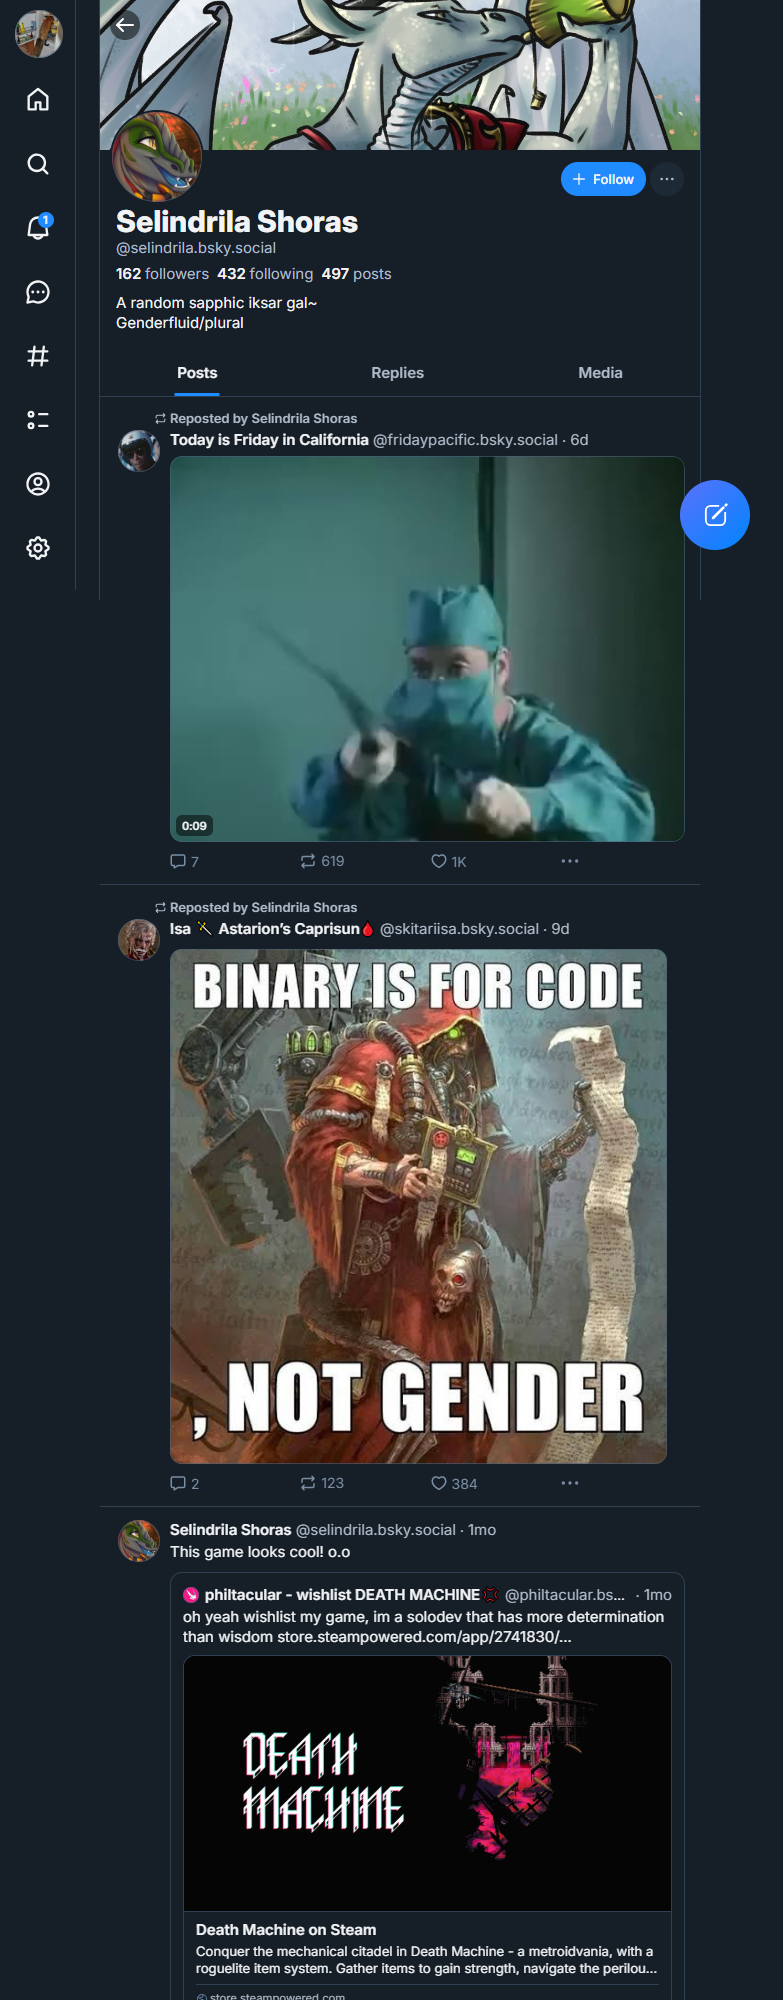 1
Follow
Selindrila Shoras
@selindrila.bsky.social
162 followers 432 following 497 posts
A random sapphic iksar gal~
Genderfluid/plural
Posts
Replies
Media
Reposted by Selindrila Shoras
Today is Friday in California @fridaypacific.bsky.social · 6d
0:09
7
619
1K
Reposted by Selindrila Shoras
Isa 🗡️ Astarion’s Caprisun🩸 @skitariisa.bsky.social · 9d
BINARY IS FOR CODE
, NOT GENDER
2
123
384
Selindrila Shoras @selindrila.bsky.social · 1mo
This game looks cool! o.o
philtacular - wishlist DEATH MACHINE💢 @philtacular.bs... · 1mo
oh yeah wishlist my game, im a solodev that has more determination
than wisdom store.steampowered.com/app/2741830/...
DEATH
MACHINE
Death Machine on Steam
Conquer the mechanical citadel in Death Machine - a metroidvania, with a
roguelite item system. Gather items to gain strength, navigate the perilou...
store.steampowered.com